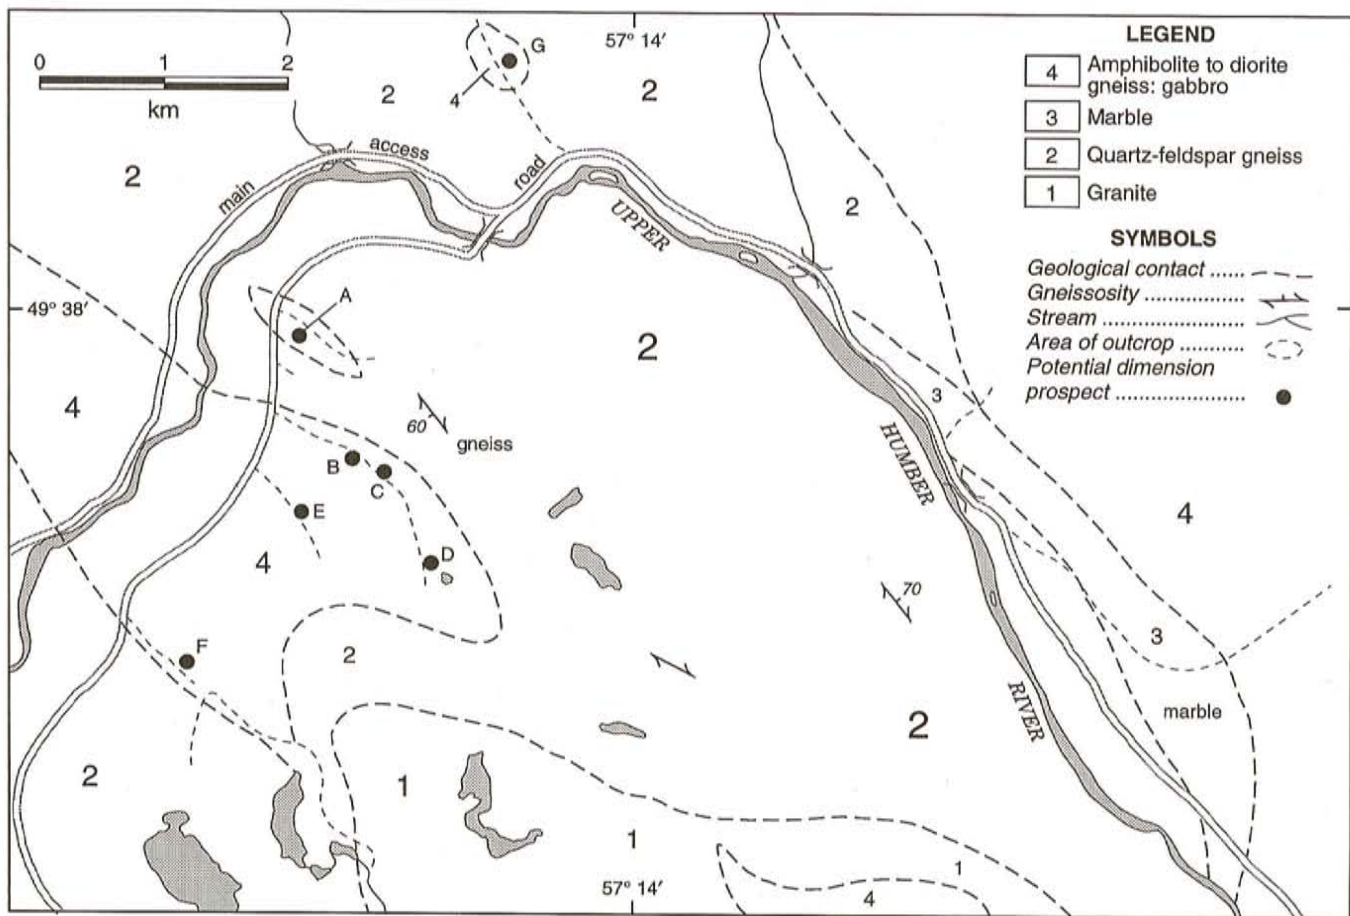 0 1 2
km
2
2
4
G
57° 14′
2
LEGEND
4 Amphibolite to diorite
gneiss: gabbro
3 Marble
2 Quartz-feldspar gneiss
1 Granite
SYMBOLS
Geological contact ......
Gneissosity ..................
Stream ........................
Area of outcrop ...........
Potential dimension
prospect ......................
main access road
UPPER HUMBER RIVER
2
49° 38′
A
2
4
3
60
gneiss
B
C
E
D
4
4
70
F
2
3
marble
2
2
1
1
57° 14′
1
4